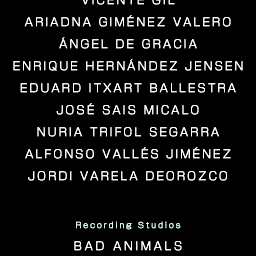 VICENTE GIL
ARIADNA GIMÉNEZ VALERO
ÁNGEL DE GRACIA
ENRIQUE HERNÁNDEZ JENSEN
EDUARD ITXART BALLESTRA
JOSÉ SAIS MICALO
NURIA TRIFOL SEGARRA
ALFONSO VALLÉS JIMÉNEZ
JORDI VARELA DEOROZCO
Recording Studios
BAD ANIMALS